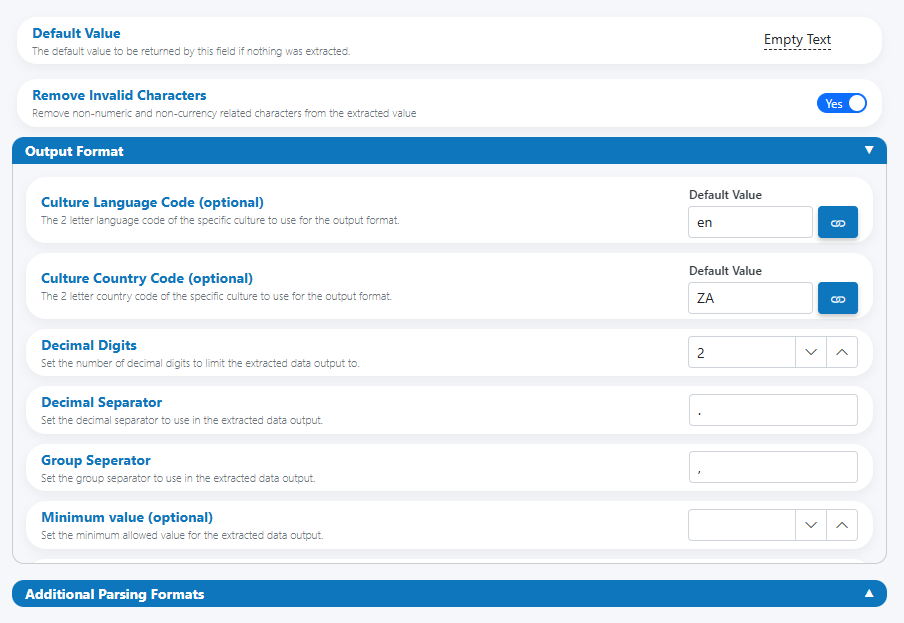 Default Value
The default value to be returned by this field if nothing was extracted.
Empty Text
Remove Invalid Characters
Remove non-numeric and non-currency related characters from the extracted value
Yes
Output Format
▼
Culture Language Code (optional)
The 2 letter language code of the specific culture to use for the output format.
Default Value
en
Culture Country Code (optional)
The 2 letter country code of the specific culture to use for the output format.
Default Value
ZA
Decimal Digits
Set the number of decimal digits to limit the extracted data output to.
2
Decimal Separator
Set the decimal separator to use in the extracted data output.
.
Group Seperator
Set the group separator to use in the extracted data output.
,
Minimum value (optional)
Set the minimum allowed value for the extracted data output.
Additional Parsing Formats
▲